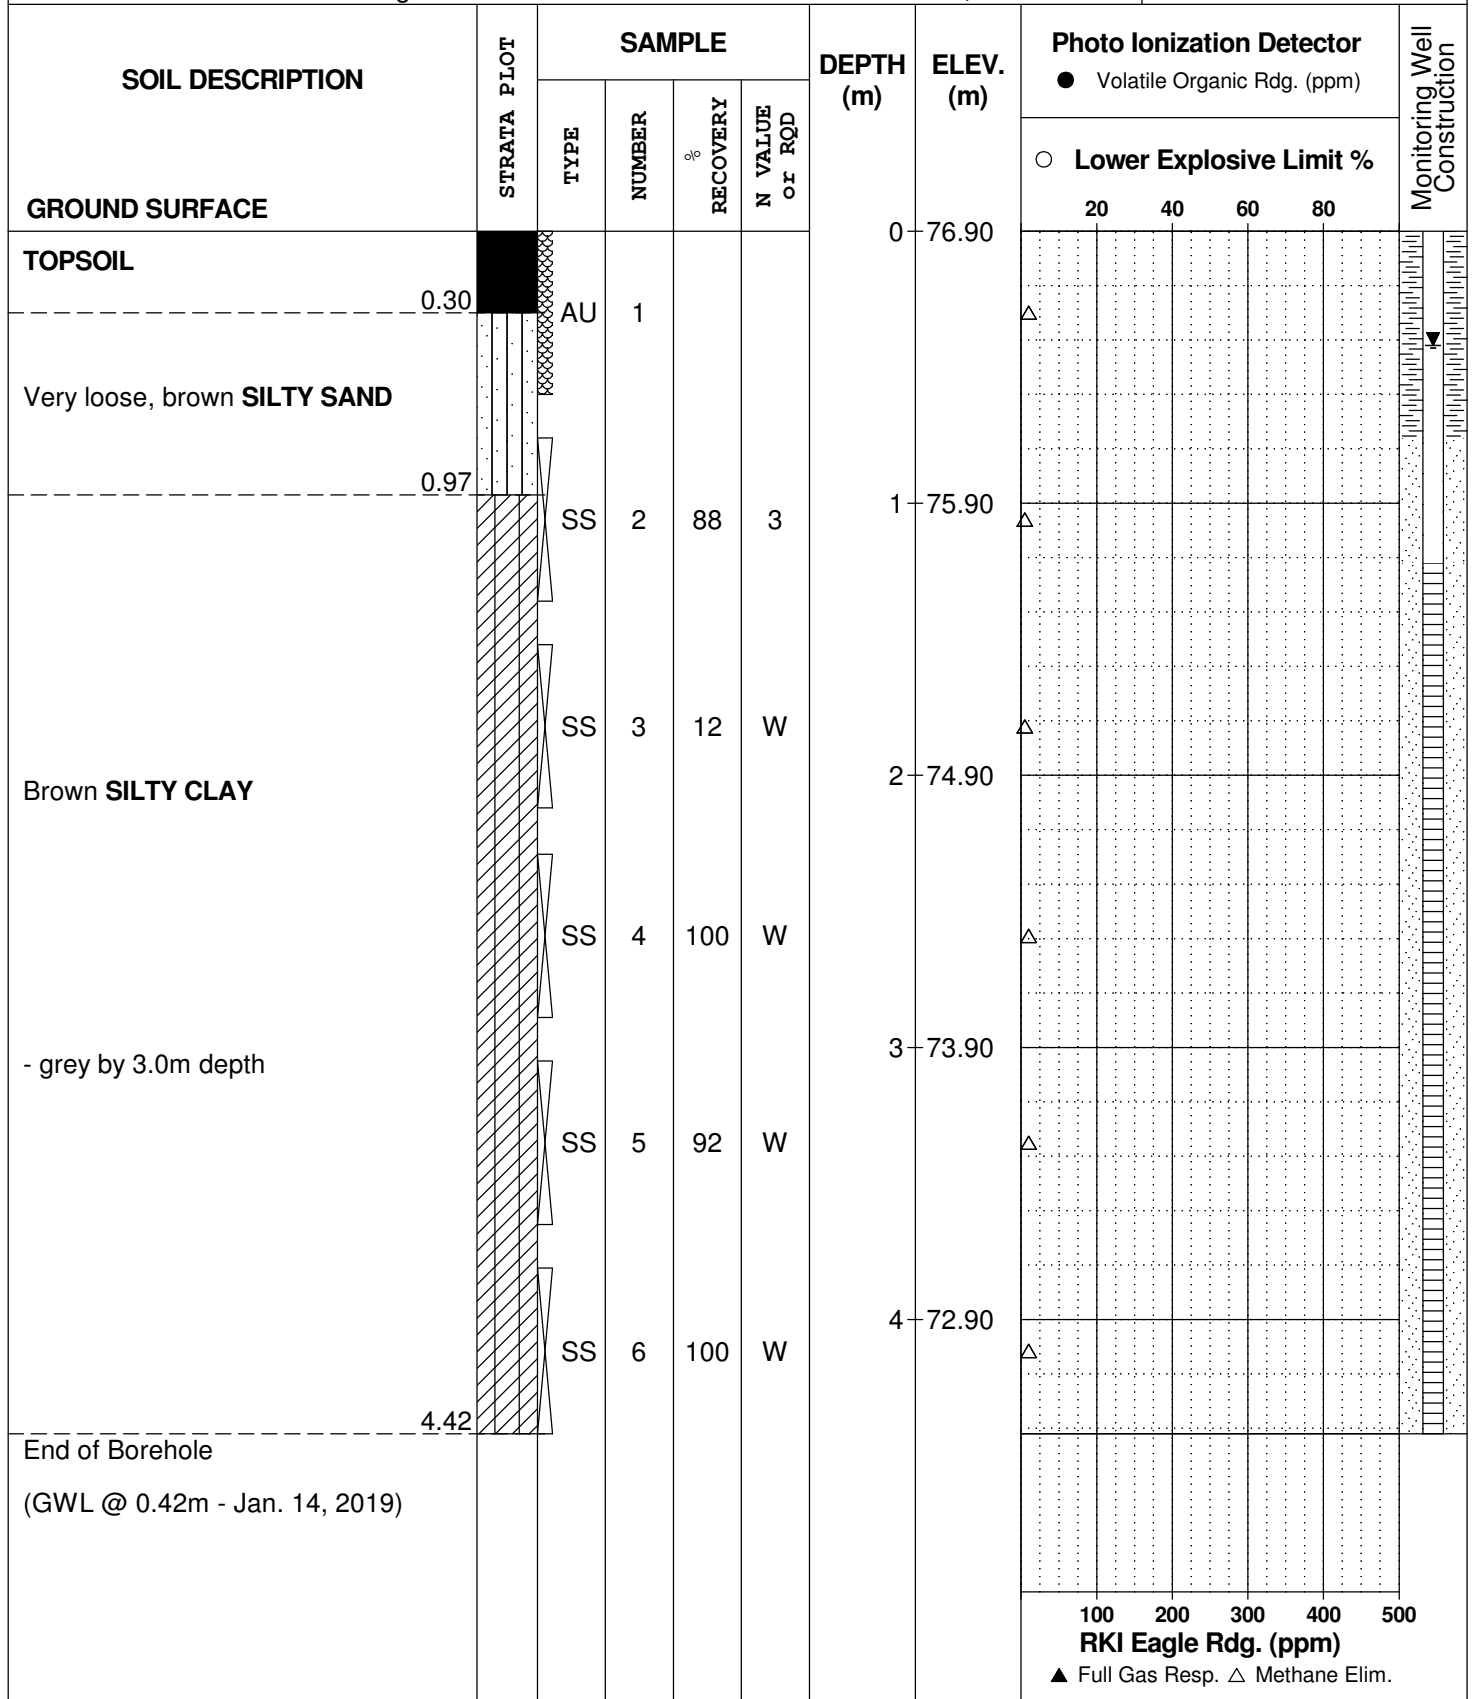 SOIL DESCRIPTION
GROUND SURFACE
STRATA PLOT
SAMPLE
TYPE
NUMBER
%
RECOVERY
N VALUE
or RQD
DEPTH
(m)
ELEV.
(m)
Photo Ionization Detector
● Volatile Organic Rdg. (ppm)
○ Lower Explosive Limit %
20 40 60 80
Monitoring Well
Construction
0 76.90
TOPSOIL
0.30
AU 1
Very loose, brown SILTY SAND
0.97
1 75.90
SS 2 88 3
SS 3 12 W
2 74.90
Brown SILTY CLAY
SS 4 100 W
3 73.90
- grey by 3.0m depth
SS 5 92 W
4 72.90
SS 6 100 W
4.42
End of Borehole
(GWL @ 0.42m - Jan. 14, 2019)
100 200 300 400 500
RKI Eagle Rdg. (ppm)
▲ Full Gas Resp. △ Methane Elim.